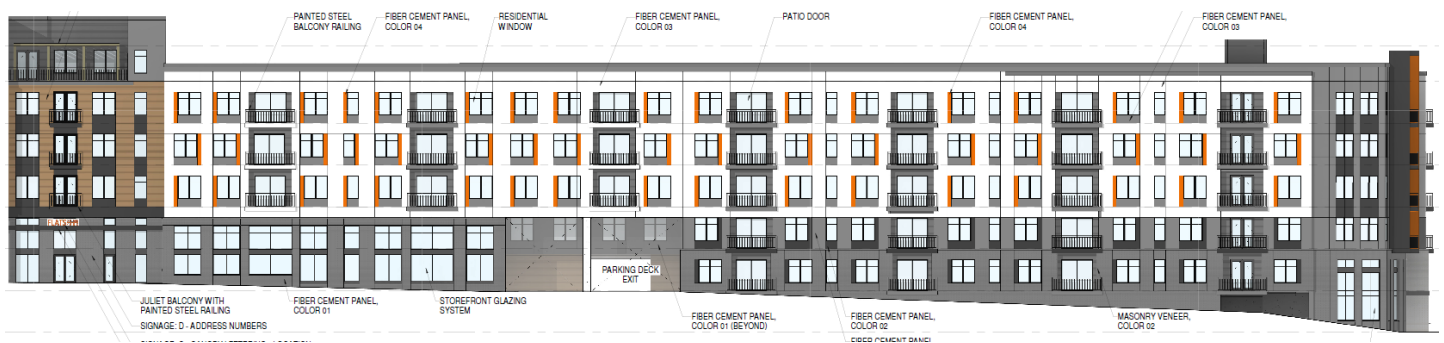 PAINTED STEEL
BALCONY RAILING
FIBER CEMENT PANEL,
COLOR 04
RESIDENTIAL
WINDOW
FIBER CEMENT PANEL,
COLOR 03
PATIO DOOR
FIBER CEMENT PANEL,
COLOR 04
FIBER CEMENT PANEL,
COLOR 03
PARKING DECK
EXIT
JULIET BALCONY WITH
PAINTED STEEL RAILING
SIGNAGE: D - ADDRESS NUMBERS
FIBER CEMENT PANEL,
COLOR 01
STOREFRONT GLAZING
SYSTEM
FIBER CEMENT PANEL,
COLOR 01 (BEYOND)
FIBER CEMENT PANEL,
COLOR 02
FIBER CEMENT PANEL
MASONRY VENEER,
COLOR 02